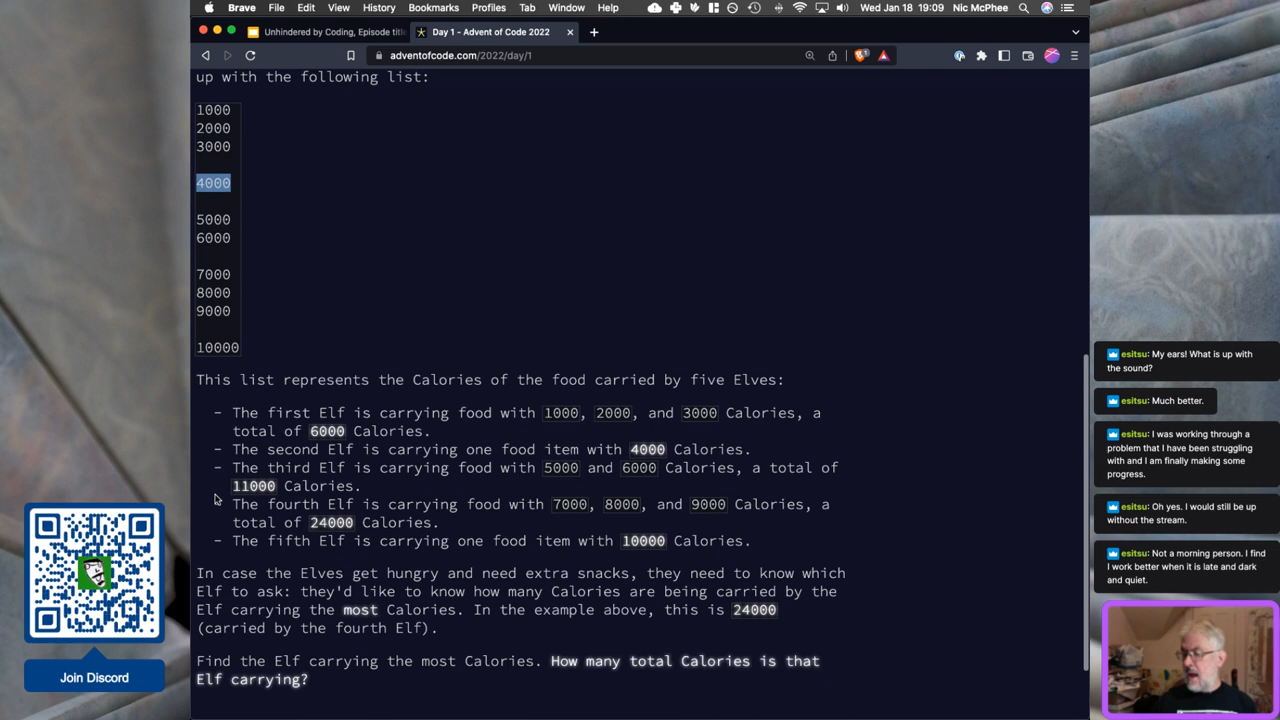 Brave File Edit View History Bookmarks Profiles Tab Window Help Wed Jan 18 19:09 Nic McPhee
Unhindered by Coding, Episode title
Day 1 - Advent of Code 2022
adventofcode.com/2022/day/1
up with the following list:
1000
2000
3000
4000
5000
6000
7000
8000
9000
10000
This list represents the Calories of the food carried by five Elves:
- The first Elf is carrying food with 1000, 2000, and 3000 Calories, a
total of 6000 Calories.
- The second Elf is carrying one food item with 4000 Calories.
- The third Elf is carrying food with 5000 and 6000 Calories, a total of
11000 Calories.
The fourth Elf is carrying food with 7000, 8000, and 9000 Calories, a
total of 24000 Calories.
- The fifth Elf is carrying one food item with 10000 Calories.
In case the Elves get hungry and need extra snacks, they need to know which
Elf to ask: they'd like to know how many Calories are being carried by the
Elf carrying the most Calories. In the example above, this is 24000
(carried by the fourth Elf).
Find the Elf carrying the most Calories. How many total Calories is that
Elf carrying?
esitsu: My ears! What is up with
the sound?
esitsu: Much better.
esitsu: I was working through a
problem that I have been struggling
with and I am finally making some
progress.
esitsu: Oh yes. I would still be up
without the stream.
esitsu: Not a morning person. I find
I work better when it is late and dark
and quiet.
Join Discord